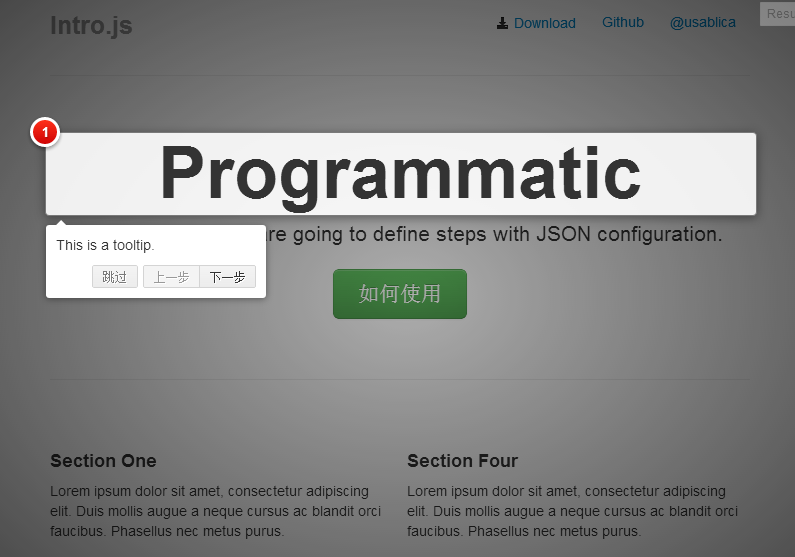 Intro.js
Download Github @usablica
1
Programmatic
are going to define steps with JSON configuration.
This is a tooltip.
跳过 上一步 下一步
如何使用
Section One
Lorem ipsum dolor sit amet, consectetur adipiscing
elit. Duis mollis augue a neque cursus ac blandit orci
faucibus. Phasellus nec metus purus.
Section Four
Lorem ipsum dolor sit amet, consectetur adipiscing
elit. Duis mollis augue a neque cursus ac blandit orci
faucibus. Phasellus nec metus purus.